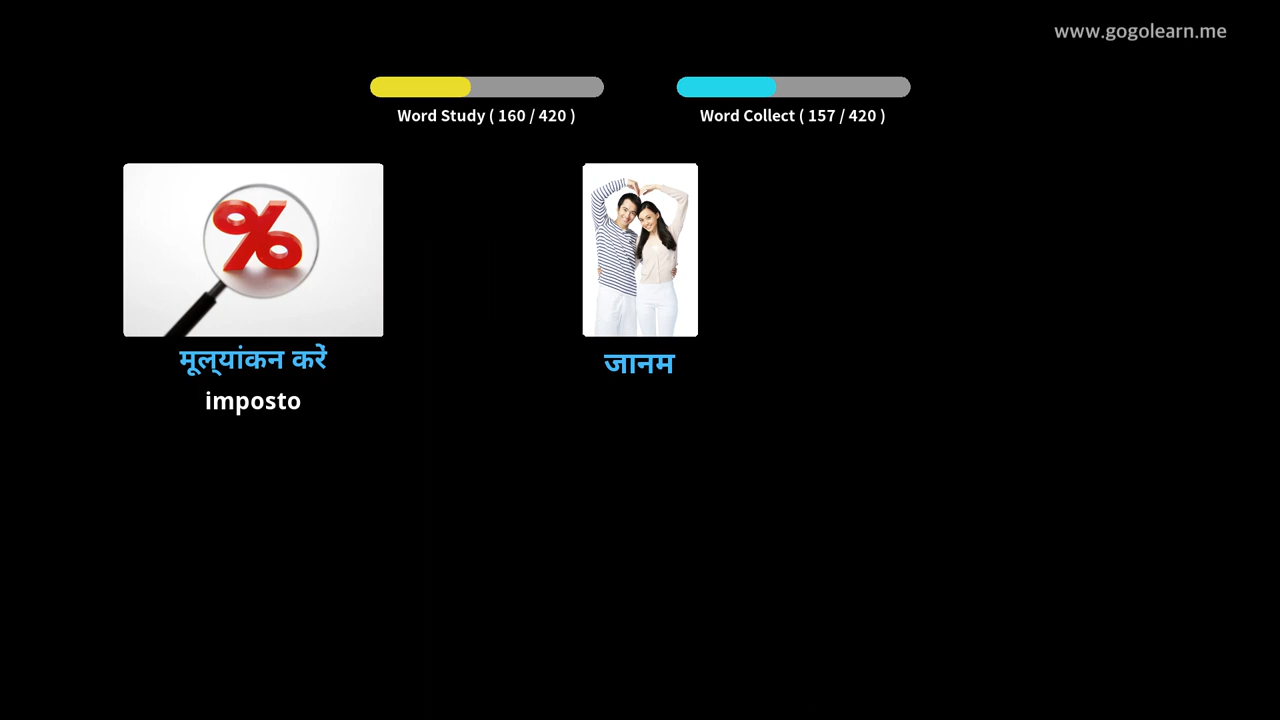 www.gogolearn.me
Word Study ( 160 / 420 )
Word Collect ( 157 / 420 )
%
मूल्यांकन करें
imposto
जानम